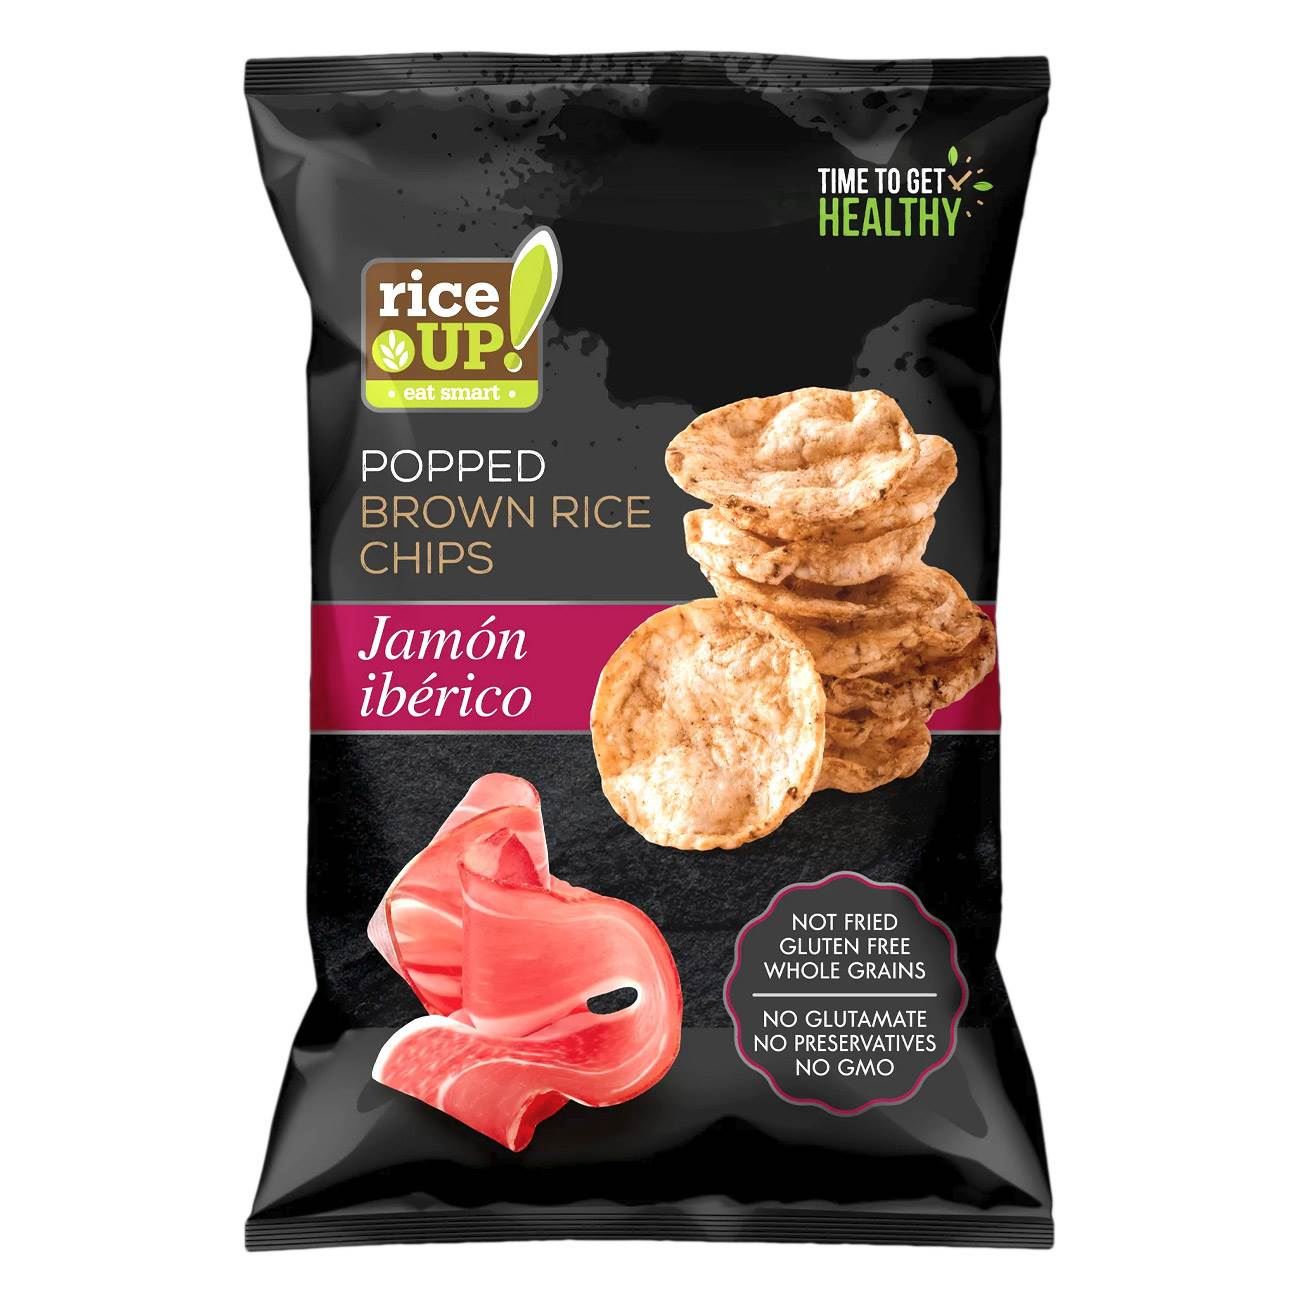 TIME TO GET
HEALTHY
rice
UP!
• eat smart •
POPPED
BROWN RICE
CHIPS
Jamón
ibérico
NOT FRIED
GLUTEN FREE
WHOLE GRAINS
NO GLUTAMATE
NO PRESERVATIVES
NO GMO